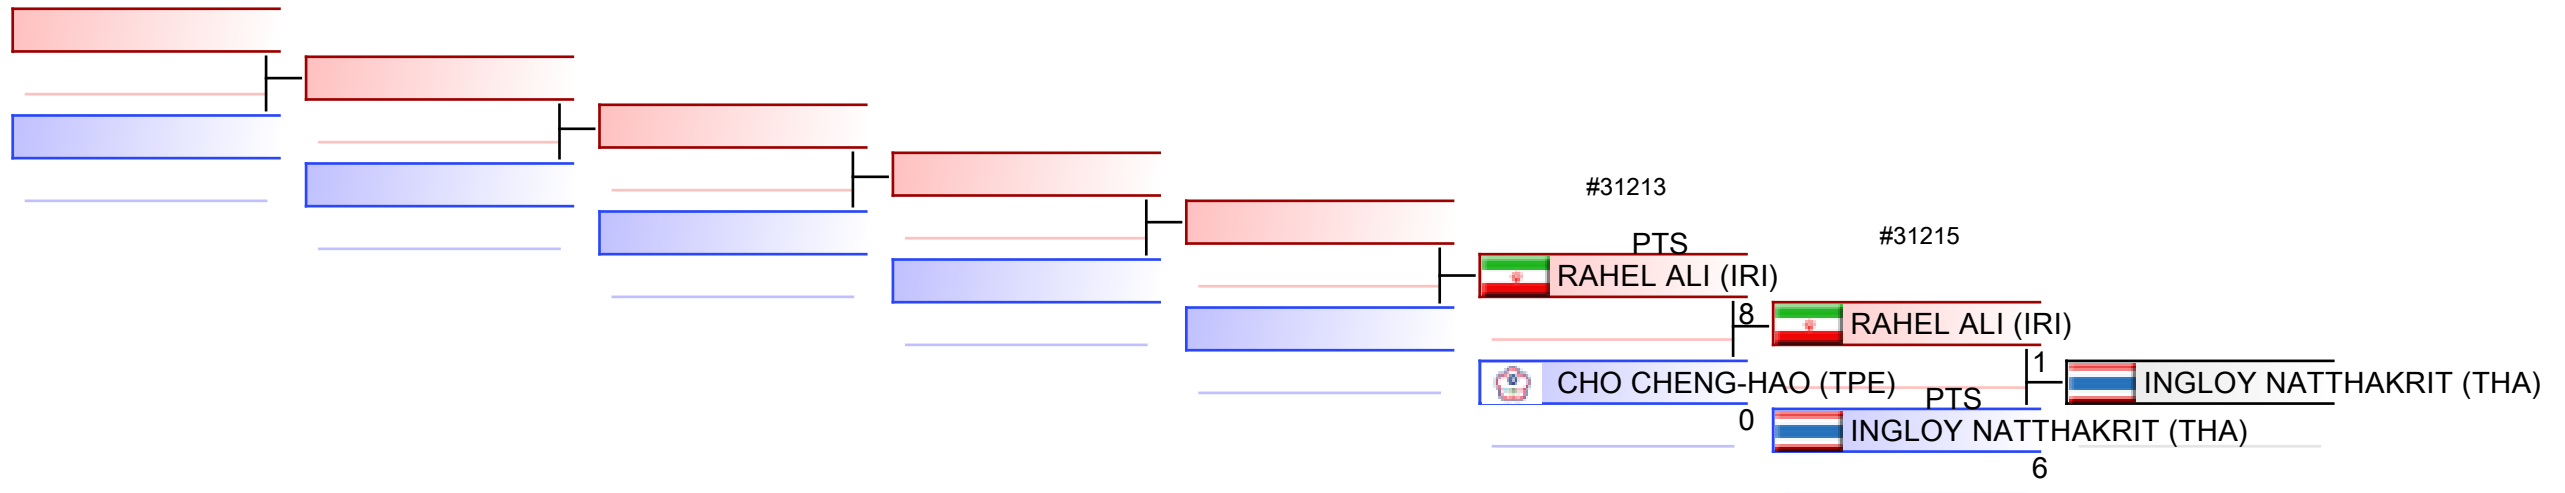 #31213
PTS
RAHEL ALI (IRI)
8
CHO CHENG-HAO (TPE)
0
#31215
RAHEL ALI (IRI)
1
PTS
INGLOY NATTHAKRIT (THA)
6
INGLOY NATTHAKRIT (THA)